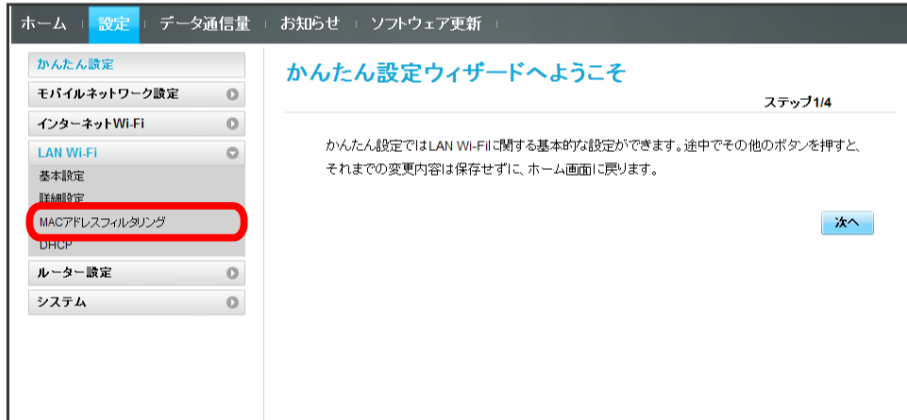 ホーム 設定 データ通信量 お知らせ ソフトウェア更新
かんたん設定
モバイルネットワーク設定
インターネットWi-Fi
LAN Wi-Fi
基本設定
詳細設定
MACアドレスフィルタリング
DHCP
ルーター設定
システム
かんたん設定ウィザードへようこそ
ステップ1/4
かんたん設定ではLAN Wi-Fiに関する基本的な設定ができます。途中でその他のボタンを押すと、
それまでの変更内容は保存せずに、ホーム画面に戻ります。
次へ